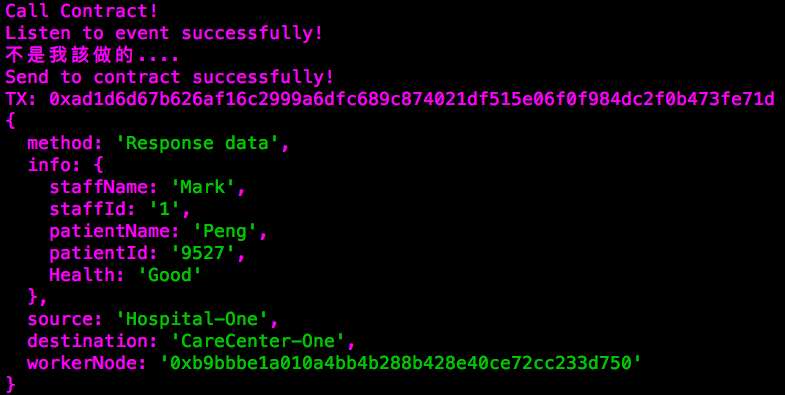 Call Contract!
Listen to event successfully!
不是我該做的....
Send to contract successfully!
TX: 0xad1d6d67b626af16c2999a6dfc689c874021df515e06f0f984dc2f0b473fe71d
{
  method: 'Response data',
  info: {
    staffName: 'Mark',
    staffId: '1',
    patientName: 'Peng',
    patientId: '9527',
    Health: 'Good'
  },
  source: 'Hospital-One',
  destination: 'CareCenter-One',
  workerNode: '0xb9bbbe1a010a4bb4b288b428e40ce72cc233d750'
}